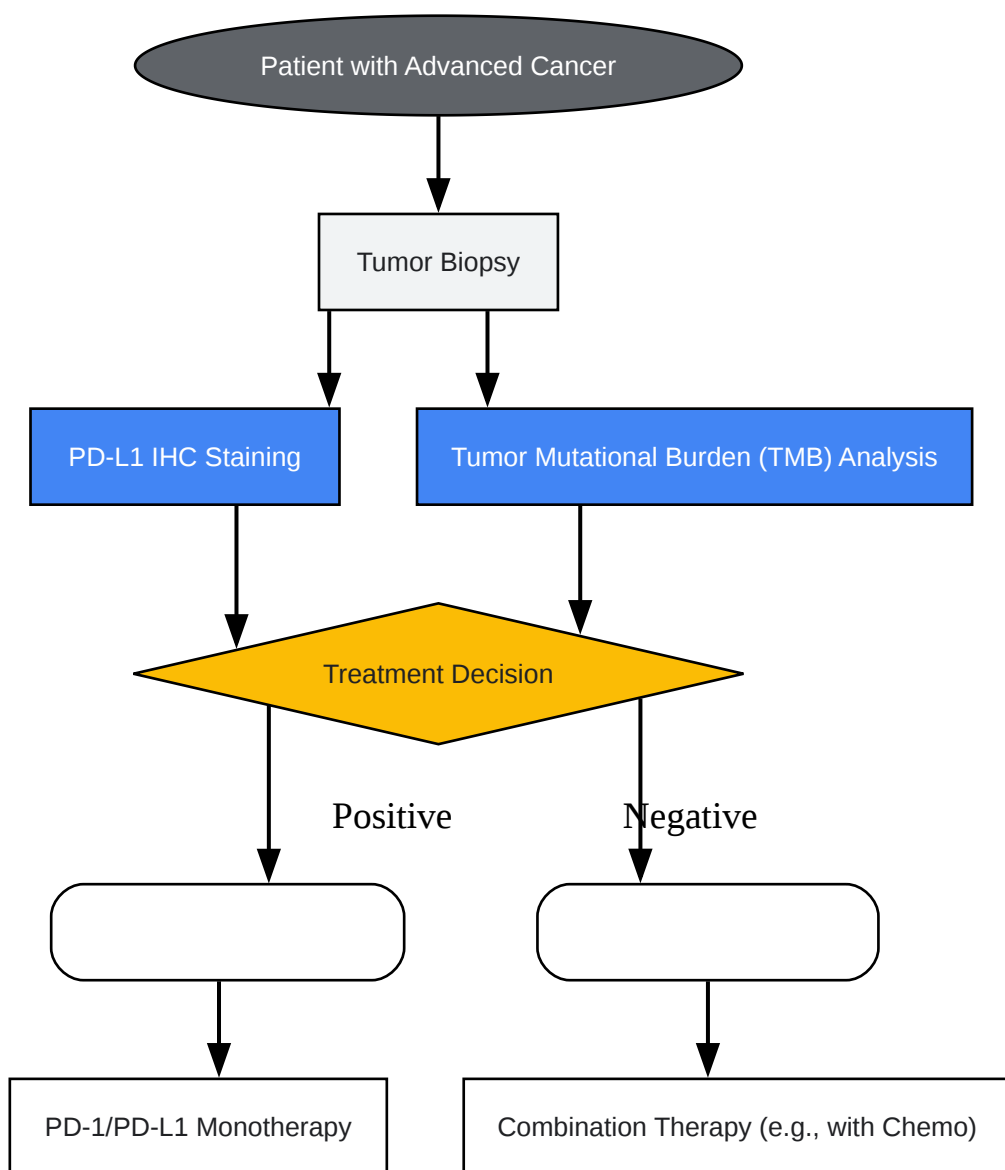 Patient with Advanced Cancer
Tumor Biopsy
PD-L1 IHC Staining
Tumor Mutational Burden (TMB) Analysis
Treatment Decision
Positive
Negative
PD-1/PD-L1 Monotherapy
Combination Therapy (e.g., with Chemo)